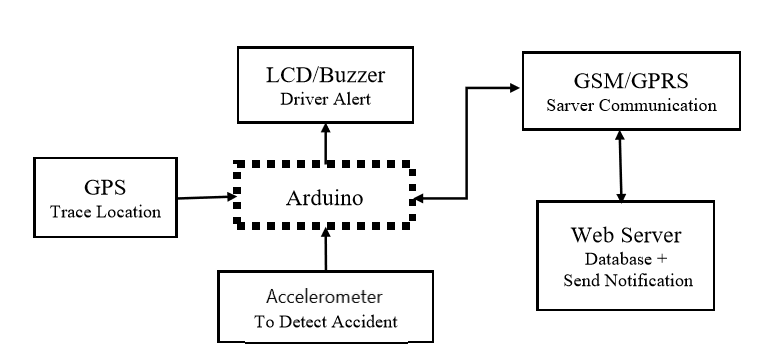 LCD/Buzzer
Driver Alert
GSM/GPRS
Sarver Communication
GPS
Trace Location
Arduino
Web Server
Database +
Send Notification
Accelerometer
To Detect Accident